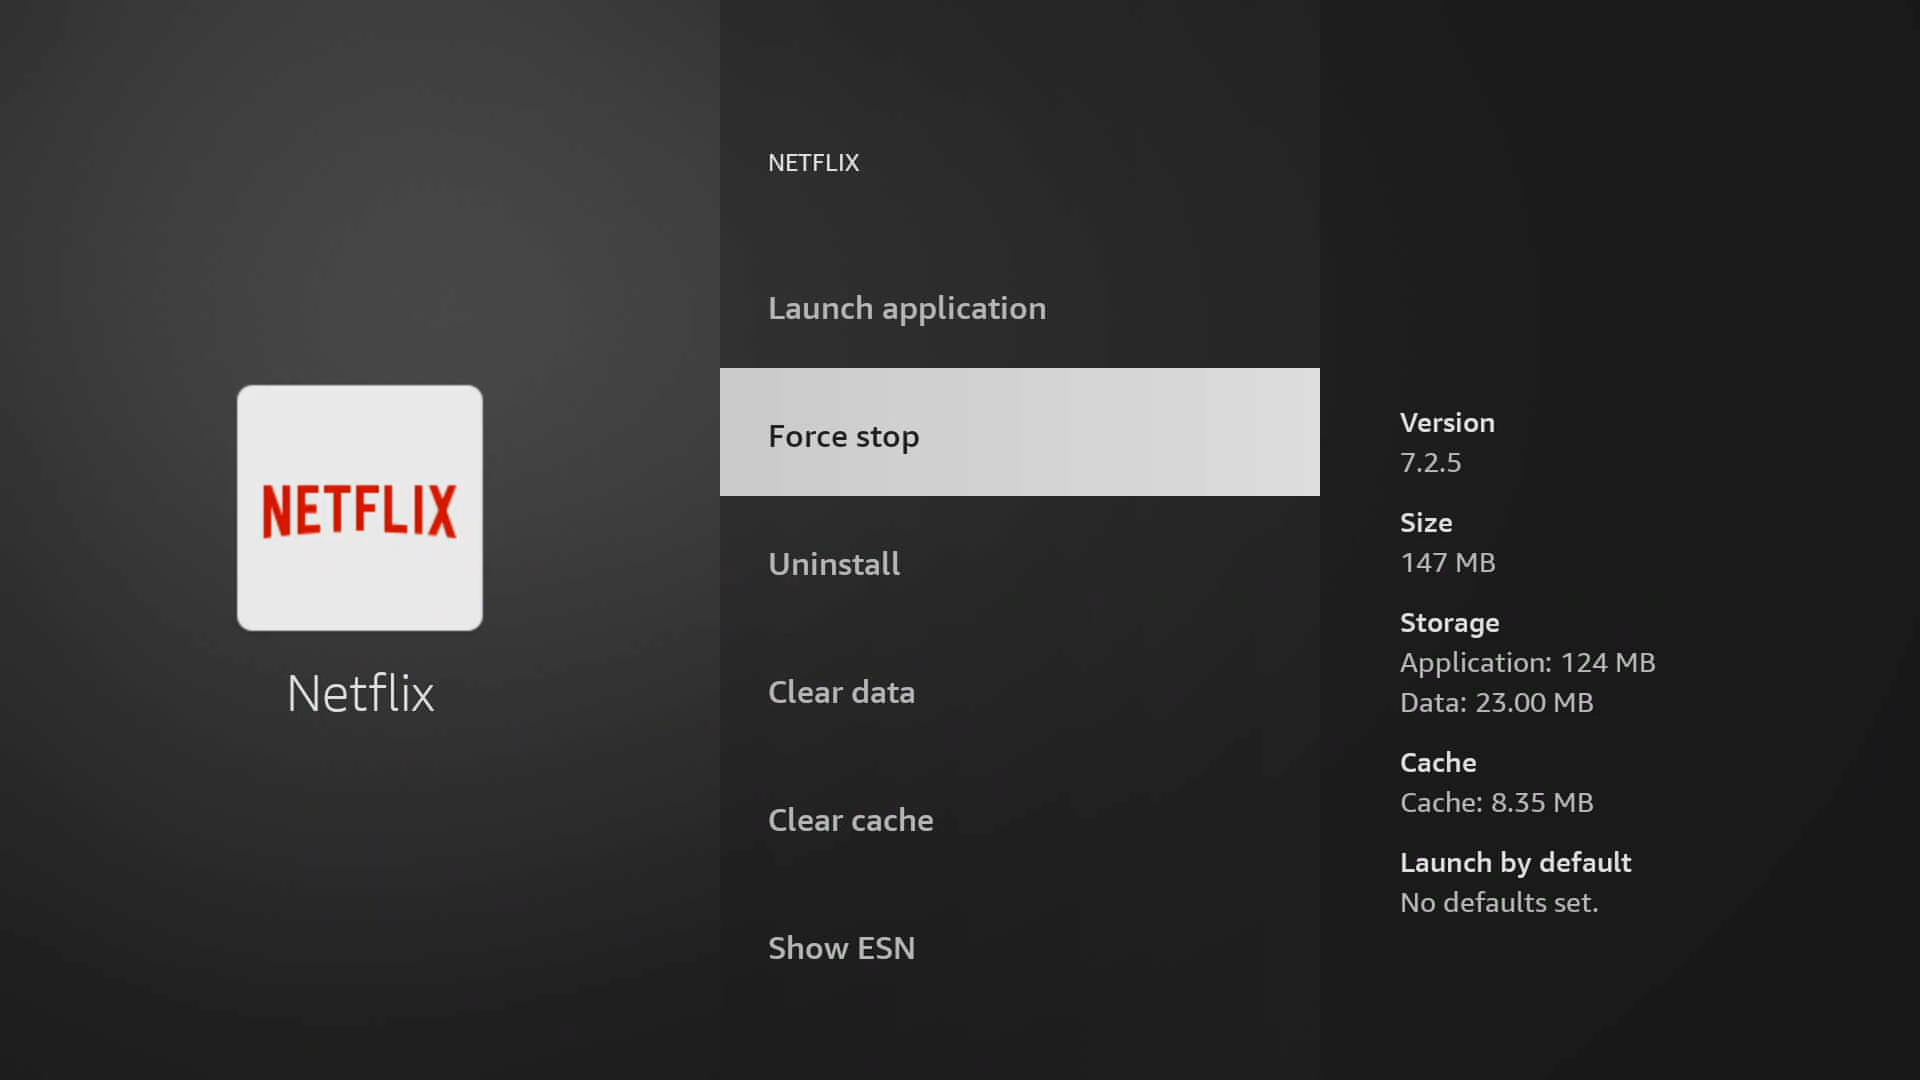 NETFLIX
Netflix
NETFLIX
Launch application
Force stop
Uninstall
Clear data
Clear cache
Show ESN
Version
7.2.5
Size
147 MB
Storage
Application: 124 MB
Data: 23.00 MB
Cache
Cache: 8.35 MB
Launch by default
No defaults set.